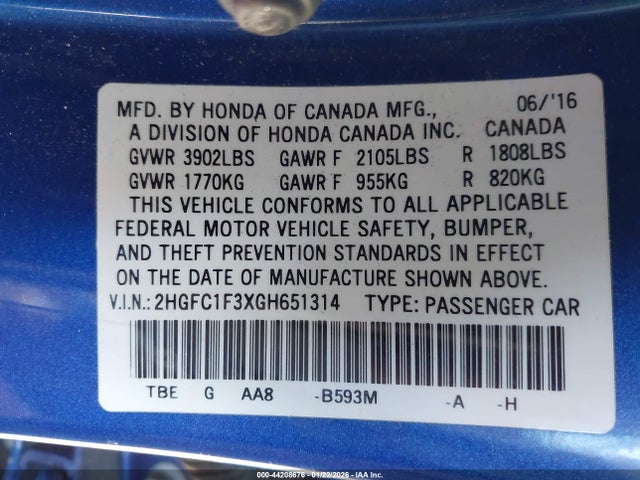 MFD. BY HONDA OF CANADA MFG., 06/'16
A DIVISION OF HONDA CANADA INC. CANADA
GVWR 3902LBS GAWR F 2105LBS R 1808LBS
GVWR 1770KG GAWR F 955KG R 820KG
THIS VEHICLE CONFORMS TO ALL APPLICABLE
FEDERAL MOTOR VEHICLE SAFETY, BUMPER,
AND THEFT PREVENTION STANDARDS IN EFFECT
ON THE DATE OF MANUFACTURE SHOWN ABOVE.
V.I.N.: 2HGFC1F3XGH651314 TYPE: PASSENGER CAR
TBE G AA8 -B593M -A -H
000-44208676 - 01/22/2026 - IAA Inc.